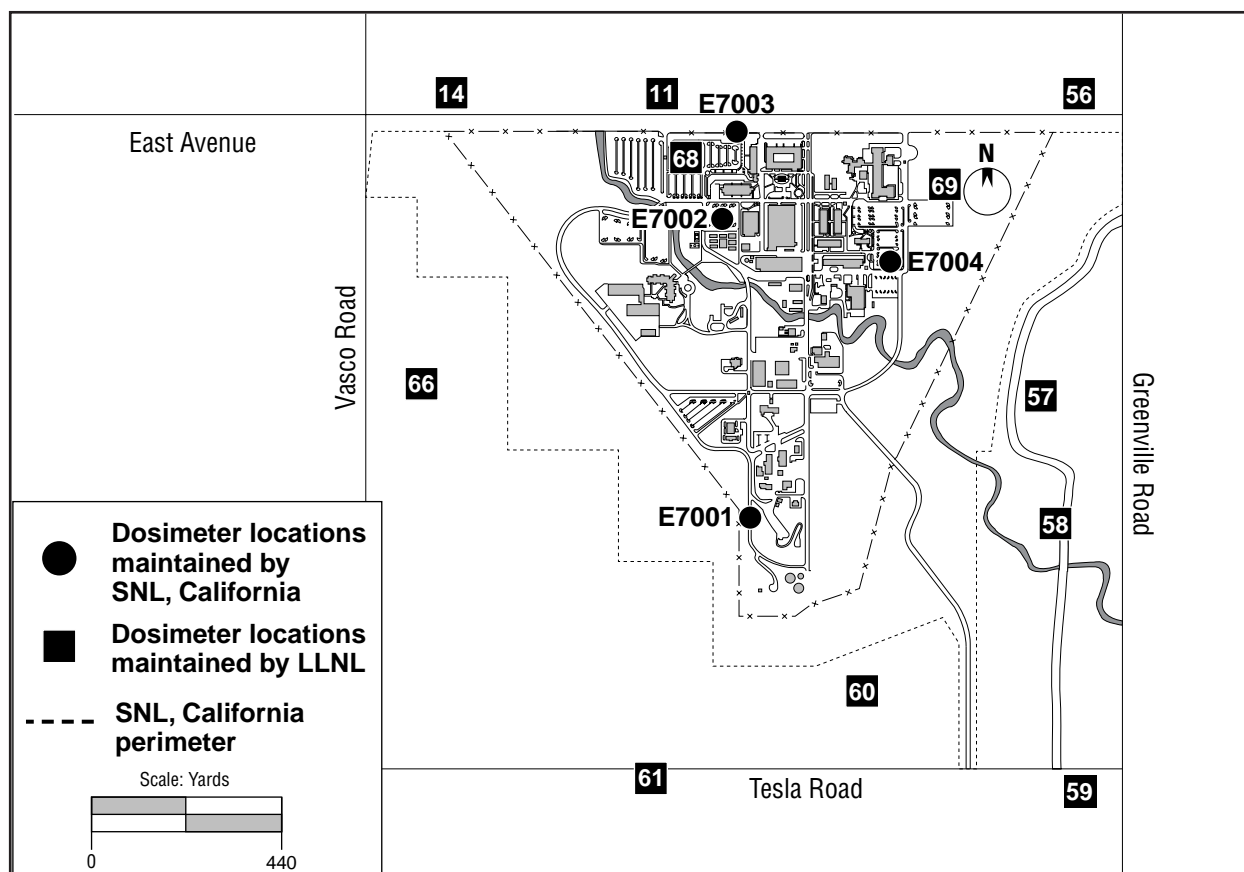 14
11
56
E7003
East Avenue
68
N
69
E7002
E7004
Vasco Road
66
57
Greenville Road
E7001
58
Dosimeter locations
maintained by
SNL, California
Dosimeter locations
maintained by LLNL
SNL, California
perimeter
60
Scale: Yards
0
440
61
Tesla Road
59